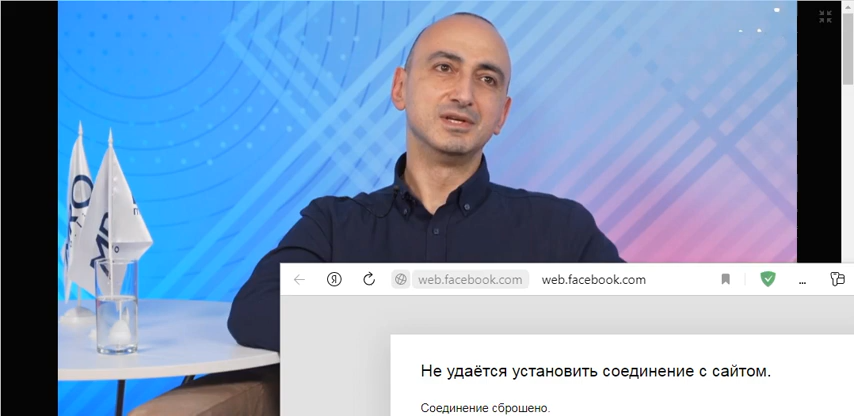 web.facebook.com web.facebook.com
Не удаётся установить соединение с сайтом.
Соединение сброшено.